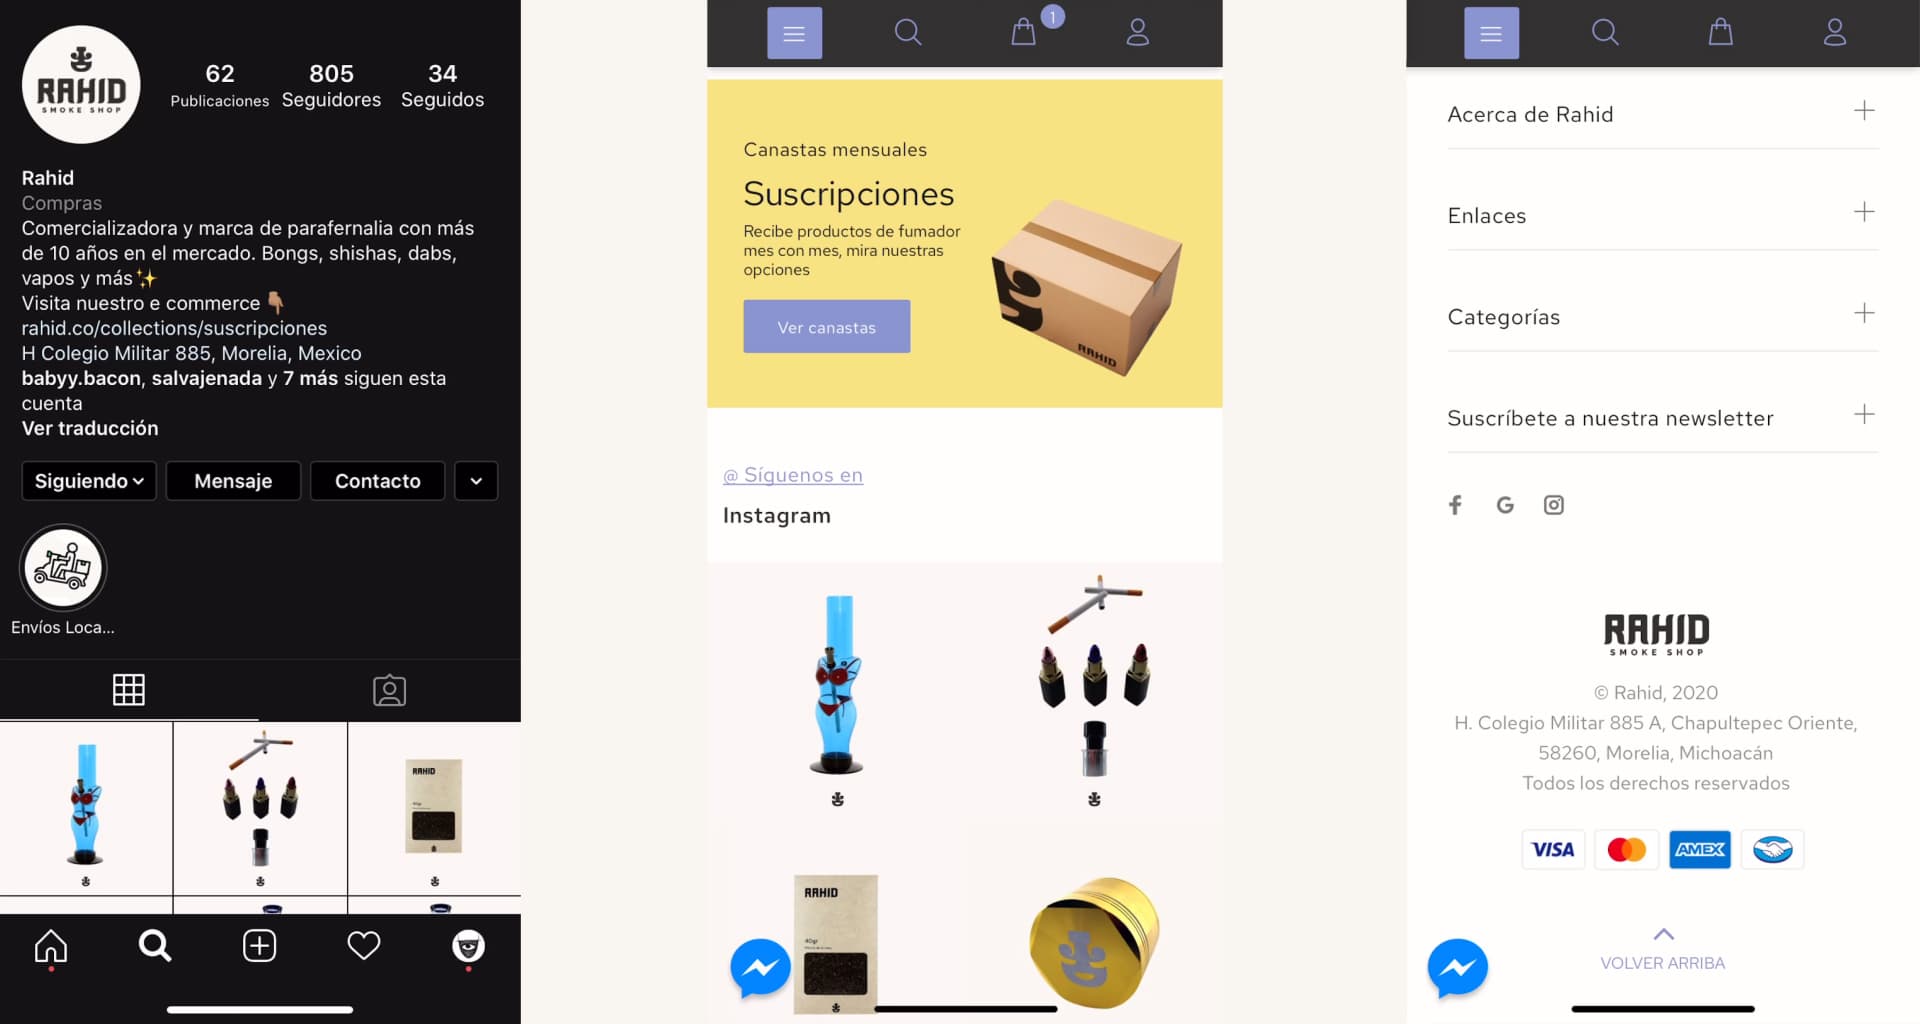 RAHID
SMOKE SHOP
62
Publicaciones
805
Seguidores
34
Seguidos
Rahid
Compras
Comercializadora y marca de parafernalia con más
de 10 años en el mercado. Bongs, shishas, dabs,
vapos y más✨
Visita nuestro e commerce👇🏽
rahid.co/collections/suscripciones
H Colegio Militar 885, Morelia, Mexico
babyy.bacon, salvajenada y 7 más siguen esta
cuenta
Ver traducción
Siguiendo
Mensaje
Contacto
Envíos Loca...
RAHID
1
Canastas mensuales
Suscripciones
Recibe productos de fumador
mes con mes, mira nuestras
opciones
Ver canastas
RAHID
@ Síguenos en
Instagram
RAHID
40gr
Acerca de Rahid
Enlaces
Categorías
Suscríbete a nuestra newsletter
RAHID
SMOKE SHOP
© Rahid, 2020
H. Colegio Militar 885 A, Chapultepec Oriente,
58260, Morelia, Michoacán
Todos los derechos reservados
VISA
AMEX
VOLVER ARRIBA